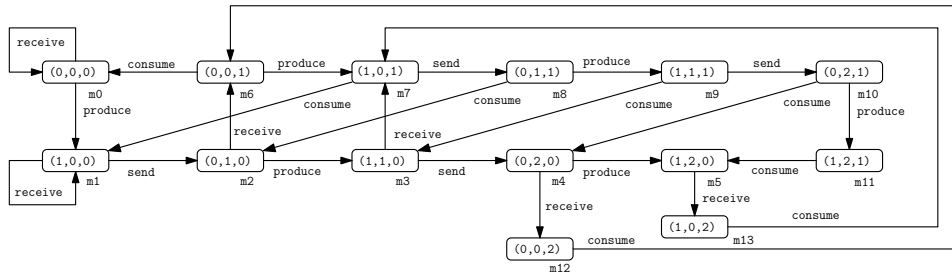 receive
(0,0,0)
consume
(0,0,1)
produce
(1,0,1)
send
(0,1,1)
produce
(1,1,1)
send
(0,2,1)
m0
m6
m7
m8
m9
m10
produce
consume
consume
consume
consume
produce
receive
receive
(1,0,0)
(0,1,0)
(1,1,0)
(0,2,0)
(1,2,0)
(1,2,1)
m1
send
m2
produce
m3
send
m4
produce
m5
consume
m11
receive
receive
receive
(1,0,2)
consume
m13
(0,0,2)
consume
m12